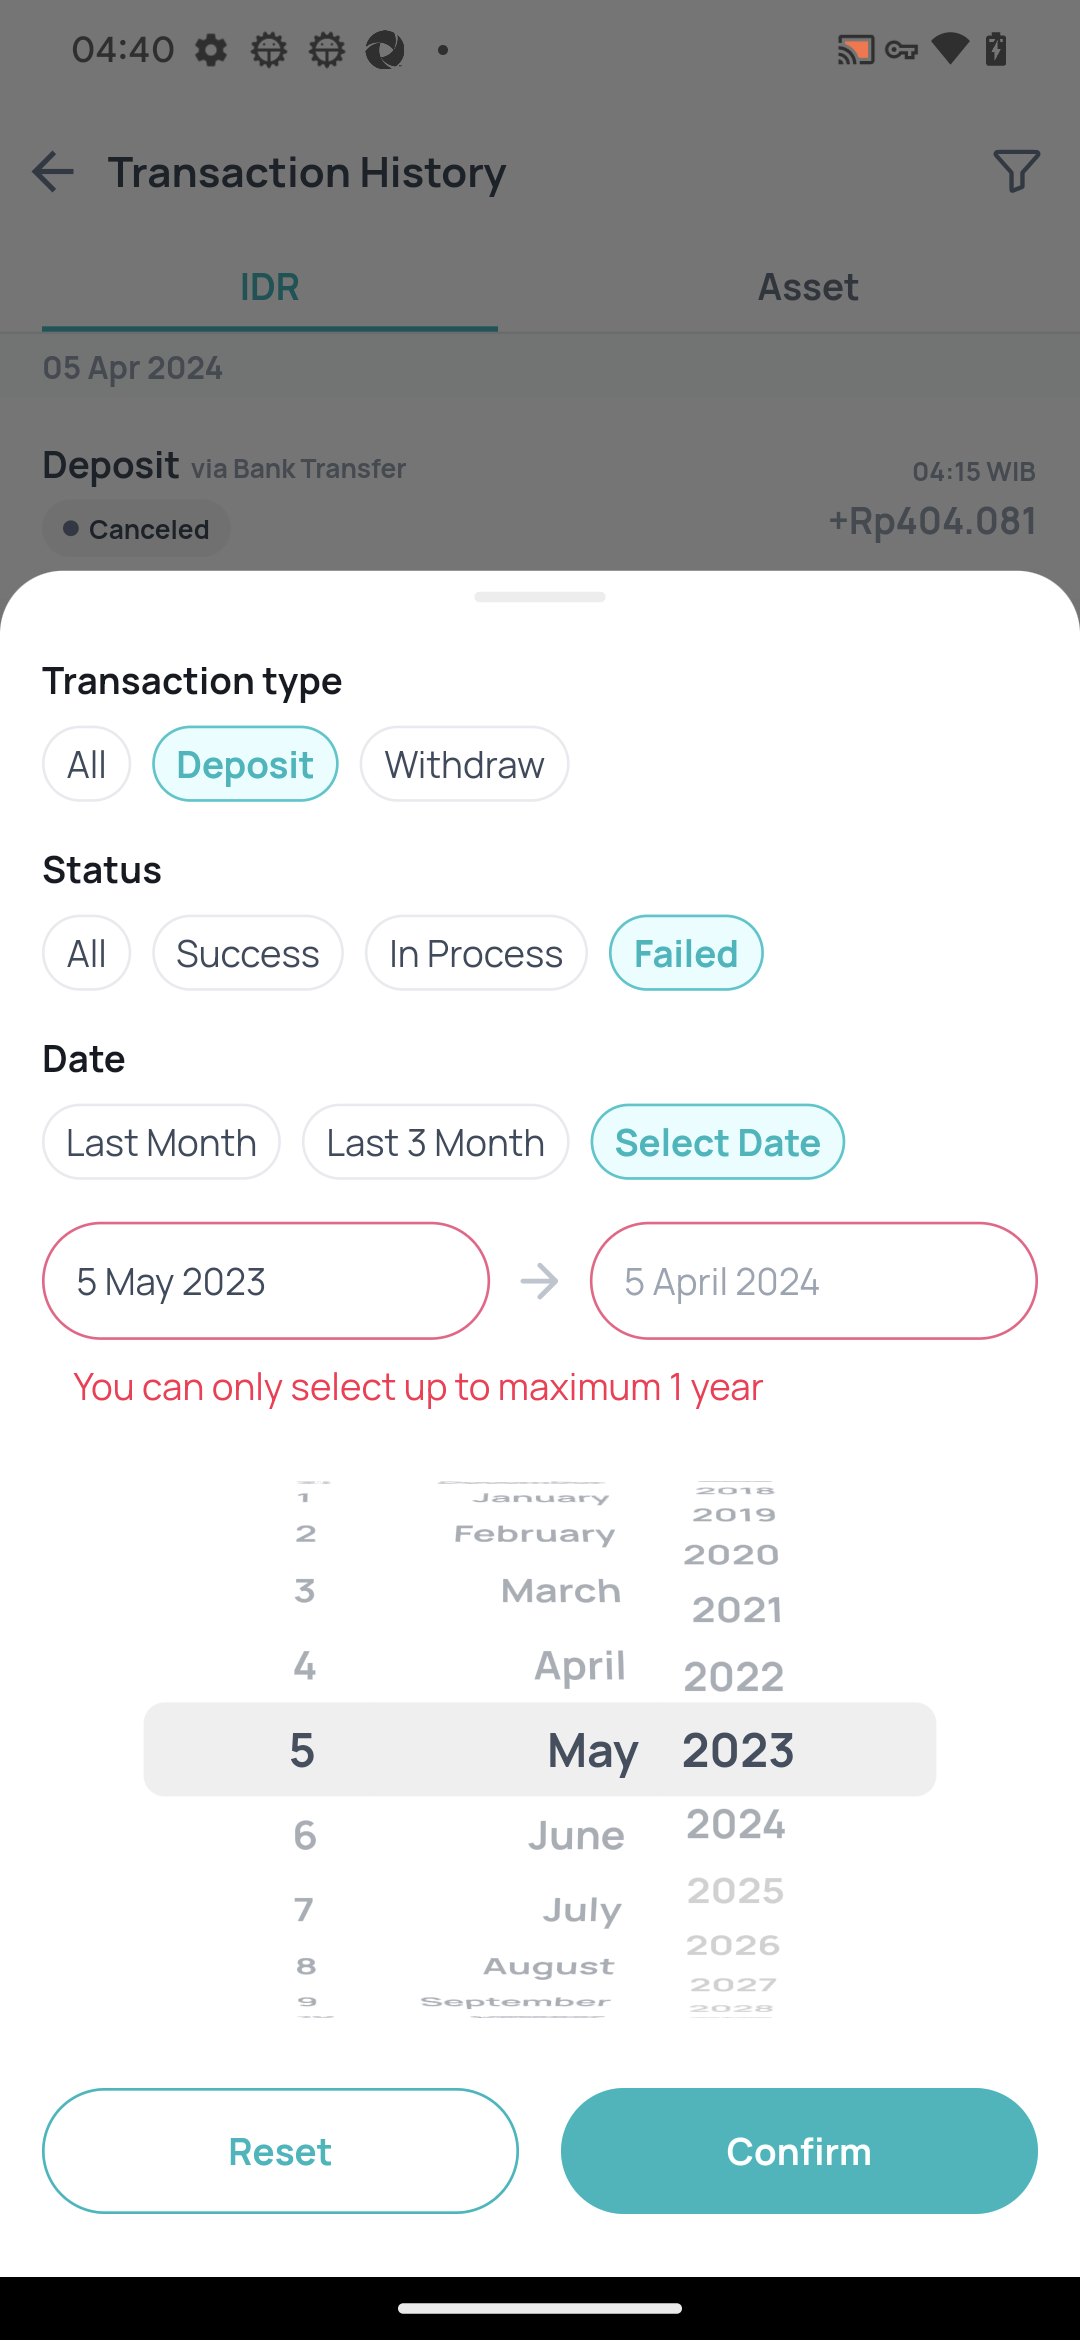 04:40
Transaction History
IDR Asset
05 Apr 2024
Deposit via Bank Transfer 04:15 WIB
Canceled +Rp404.081
Transaction type
All Deposit Withdraw
Status
All Success In Process Failed
Date
Last Month Last 3 Month Select Date
5 May 2023 5 April 2024
You can only select up to maximum 1 year
2018
1 January 2019
2 February 2020
3 March 2021
4 April 2022
5 May 2023
6 June 2024
7 July 2025
8 August 2026
9 September 2027
2028
Reset Confirm